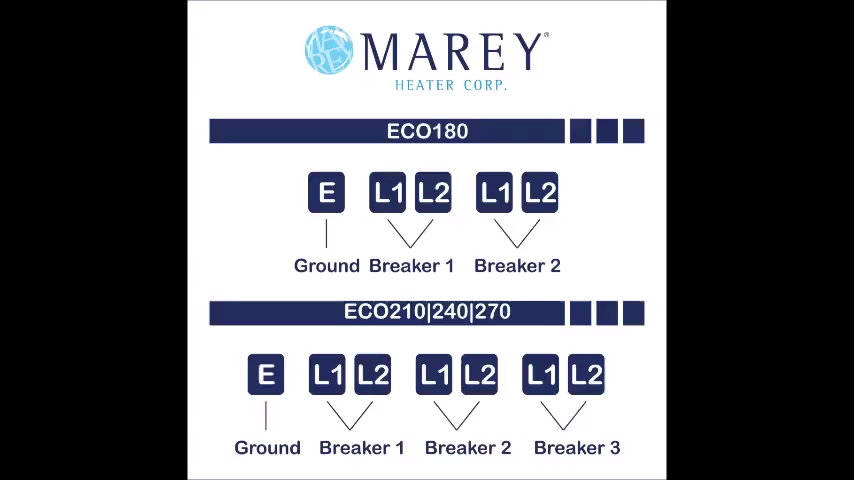 MAREY®
HEATER CORP.
ECO180
E L1 L2 L1 L2
Ground Breaker 1 Breaker 2
ECO210|240|270
E L1 L2 L1 L2 L1 L2
Ground Breaker 1 Breaker 2 Breaker 3